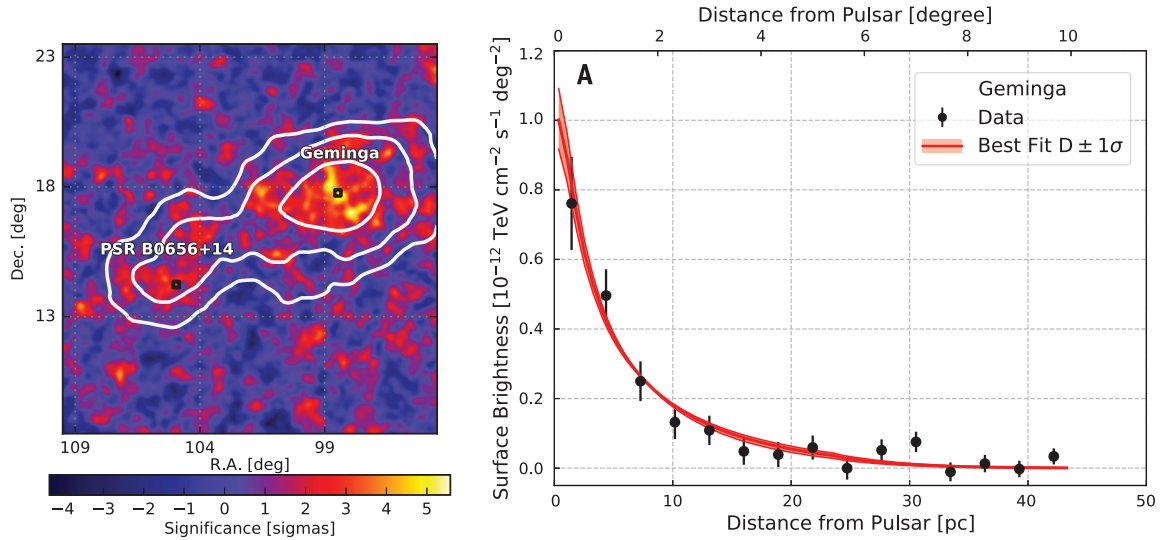 23
18
13
Dec. [deg]
Geminga
PSR B0656+14
109
104
99
R.A. [deg]
−4
−3
−2
−1
0
1
2
3
4
5
Significance [sigmas]
Distance from Pulsar [degree]
0
2
4
6
8
10
A
Geminga
Data
Best Fit D ± 1σ
1.2
1.0
0.8
0.6
0.4
0.2
0.0
Surface Brightness [10⁻¹² TeV cm⁻² s⁻¹ deg⁻²]
0
10
20
30
40
50
Distance from Pulsar [pc]